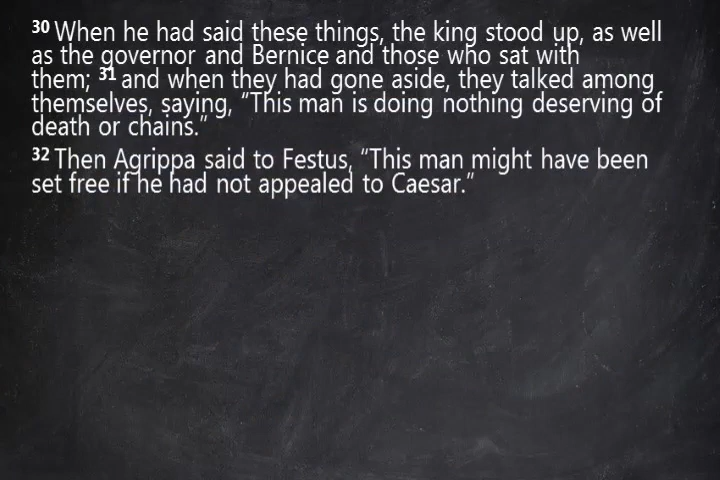 30 When he had said these things, the king stood up, as well
as the governor and Bernice and those who sat with
them; 31 and when they had gone aside, they talked among
themselves, saying, “This man is doing nothing deserving of
death or chains.”
32 Then Agrippa said to Festus, “This man might have been
set free if he had not appealed to Caesar.”